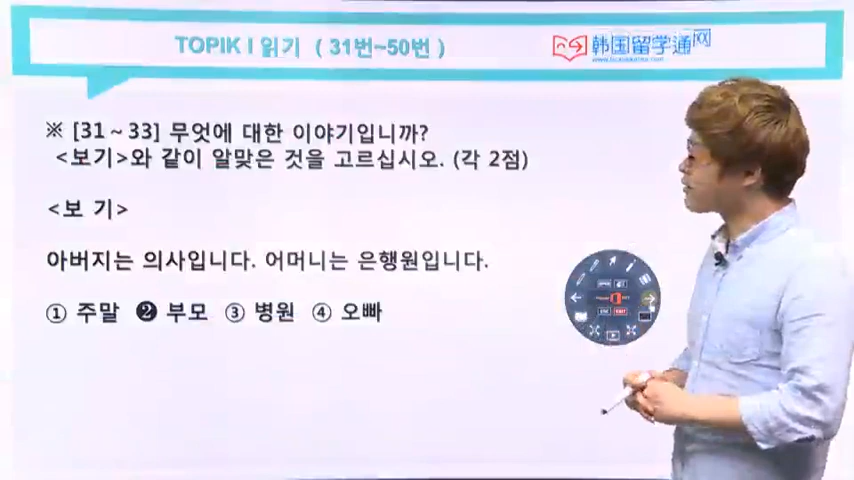 TOPIK I 읽기 ( 31번~50번 )
韩国留学通网
※ [31 ~ 33] 무엇에 대한 이야기입니까?
<보기>와 같이 알맞은 것을 고르십시오. (각 2점)
<보 기>
아버지는 의사입니다. 어머니는 은행원입니다.
① 주말 ❷ 부모 ③ 병원 ④ 오빠